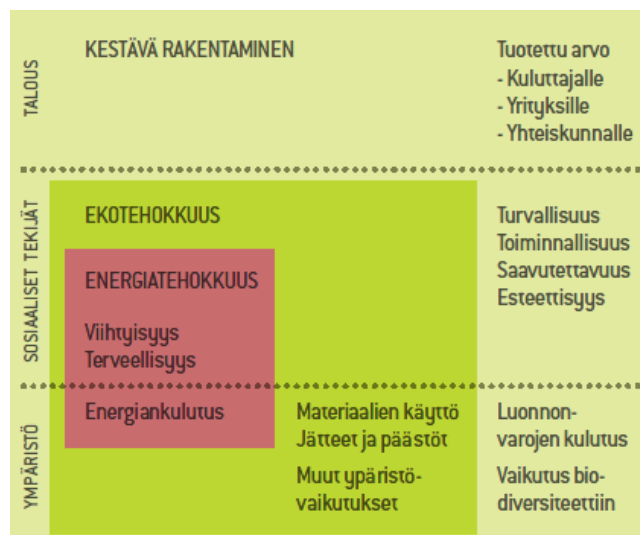 TALOUS
KESTÄVÄ RAKENTAMINEN
Tuotettu arvo
- Kuluttajalle
- Yrityksille
- Yhteiskunnalle
SOSIAALISET TEKIJÄT
EKOTEHOKKUUS
ENERGIATEHOKKUUS
Viihtyisyys
Terveellisyys
Turvallisuus
Toiminnallisuus
Saavutettavuus
Esteettisyys
YMPÄRISTÖ
Energiankulutus
Materiaalien käyttö
Jätteet ja päästöt
Muut ypäristö-
vaikutukset
Luonnon-
varojen kulutus
Vaikutus bio-
diversiteettiin